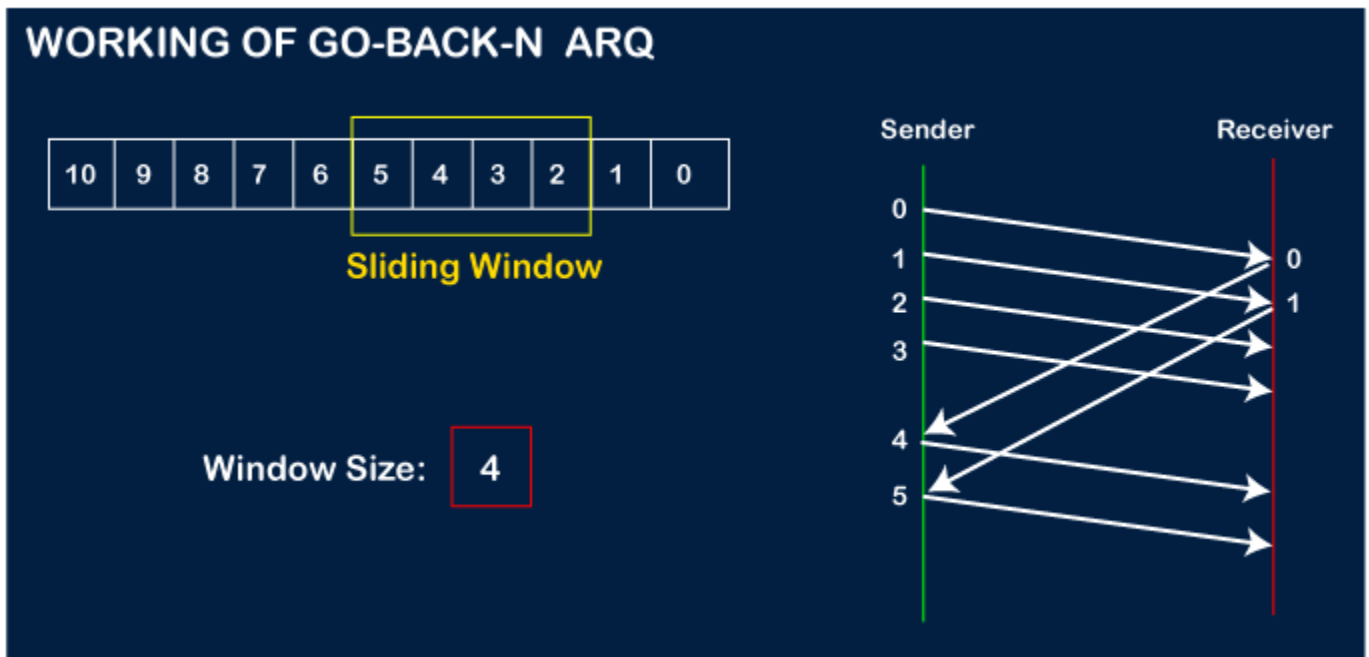 WORKING OF GO-BACK-N ARQ
10 9 8 7 6 5 4 3 2 1 0
Sliding Window
Window Size: 4
Sender Receiver
0
1
2
3
4
5
0
1